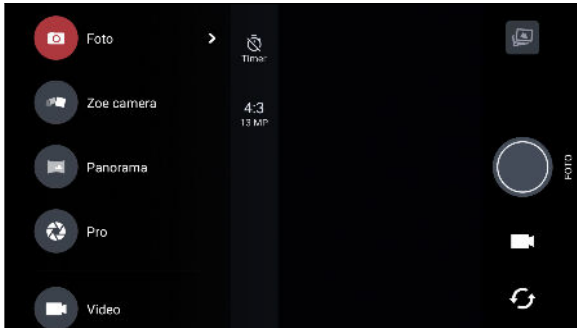 Foto
Zoe camera
Panorama
Pro
Video
Timer
4:3
13 MP
FOTO